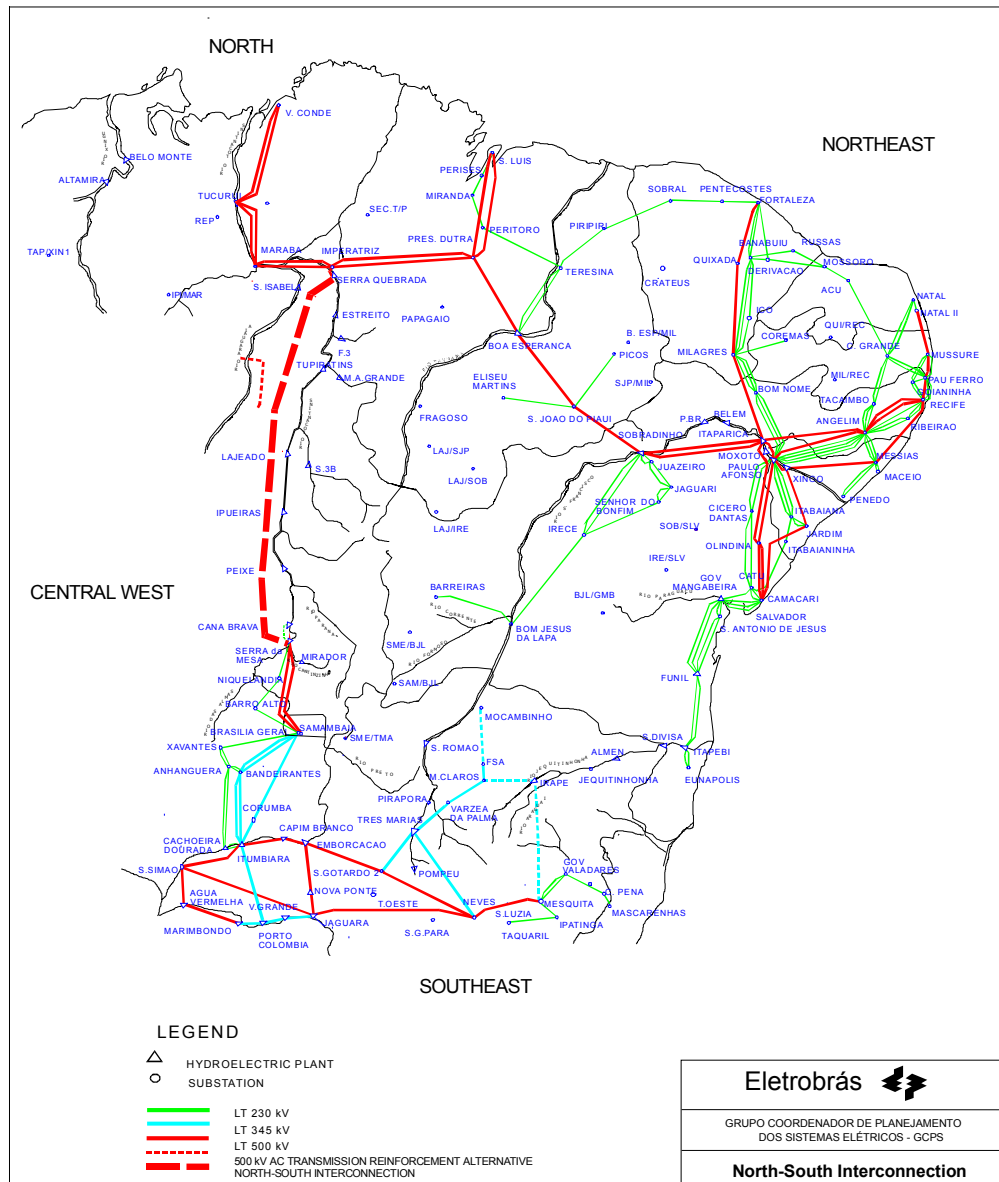 NORTH
V. CONDE
NORTHEAST
BELO MONTE
S. LUIS
PERISES
ALTAMIRA
TUCURUI
MIRANDA
SOBRAL
PENTECOSTES
FORTALEZA
SEC.T/P
REP
PERITORO
PIRIPIRI
PRES. DUTRA
MARABA
IMPERATRIZ
BANABUIU
RUSSAS
QUIXADA
DERIVACAO
MOSSORO
TAP/XIN1
TERESINA
SERRA QUEBRADA
S. ISABEL
CRATEUS
ACU
IPI/MAR
NATAL
NATAL II
ESTREITO
PAPAGAIO
ICO
QUI/REC
COREMAS
C. GRANDE
F.3
BOA ESPERANCA
B. ESP/MIL
MILAGRES
MUSSURE
PICOS
TUPIRATINS
M.A.GRANDE
ELISEU
MARTINS
SJP/MIL
MIL/REC
PAU FERRO
GOIANINHA
BOM NOME
TACAIMBO
RECIFE
FRAGOSO
S. JOAO DO PIAUI
P.BR
BELEM
ANGELIM
RIBEIRAO
SOBRADINHO
ITAPARICA
LAJEADO
LAJ/SJP
MOXOTO
PAULO
AFONSO
MESSIAS
S.3B
LAJ/SOB
JUAZEIRO
XINGO
MACEIO
JAGUARI
PENEDO
IPUEIRAS
LAJ/IRE
SENHOR DO
BONFIM
CICERO
DANTAS
ITABAIANA
IRECE
SOB/SLV
JARDIM
OLINDINA
ITABAIANINHA
IRE/SLV
PEIXE
CENTRAL WEST
GOV
MANGABEIRA
CATU
BARREIRAS
RIO CORRENTE
BJL/GMB
RIO PARAGUACU
CAMACARI
SALVADOR
S. ANTONIO DE JESUS
CANA BRAVA
BOM JESUS
DA LAPA
SERRA da
MESA
MIRADOR
SME/BJL
RIO FORMOSO
NIQUELANDIA
SAM/BJL
FUNIL
BARRO ALTO
MOCAMBINHO
BRASILIA GERAL
SAMAMBAIA
SME/TMA
XAVANTES
S. ROMAO
S.DIVISA
ITAPEBI
ALMEN
RIO PRETO
FSA
ANHANGUERA
BANDEIRANTES
M.CLAROS
IRAPE
JEQUITINHONHA
EUNAPOLIS
PIRAPORA
VARZEA
DA PALMA
CORUMBA
TRES MARIAS
CAPIM BRANCO
CACHOEIRA
DOURADA
EMBORCACAO
ITUMBIARA
GOV
VALADARES
S.SIMAO
S.GOTARDO 2
POMPEU
AGUA
VERMELHA
NOVA PONTE
C. PENA
T.OESTE
NEVES
MESQUITA
MASCARENHAS
V.GRANDE
S.LUZIA
IPATINGA
MARIMBONDO
PORTO
COLOMBIA
JAGUARA
S.G.PARA
TAQUARIL
SOUTHEAST
LEGEND
HYDROELECTRIC PLANT
SUBSTATION
LT 230 kV
LT 345 kV
LT 500 kV
500 kV AC TRANSMISSION REINFORCEMENT ALTERNATIVE
NORTH-SOUTH INTERCONNECTION
Eletrobrás
GRUPO COORDENADOR DE PLANEJAMENTO
DOS SISTEMAS ELÉTRICOS - GCPS
North-South Interconnection